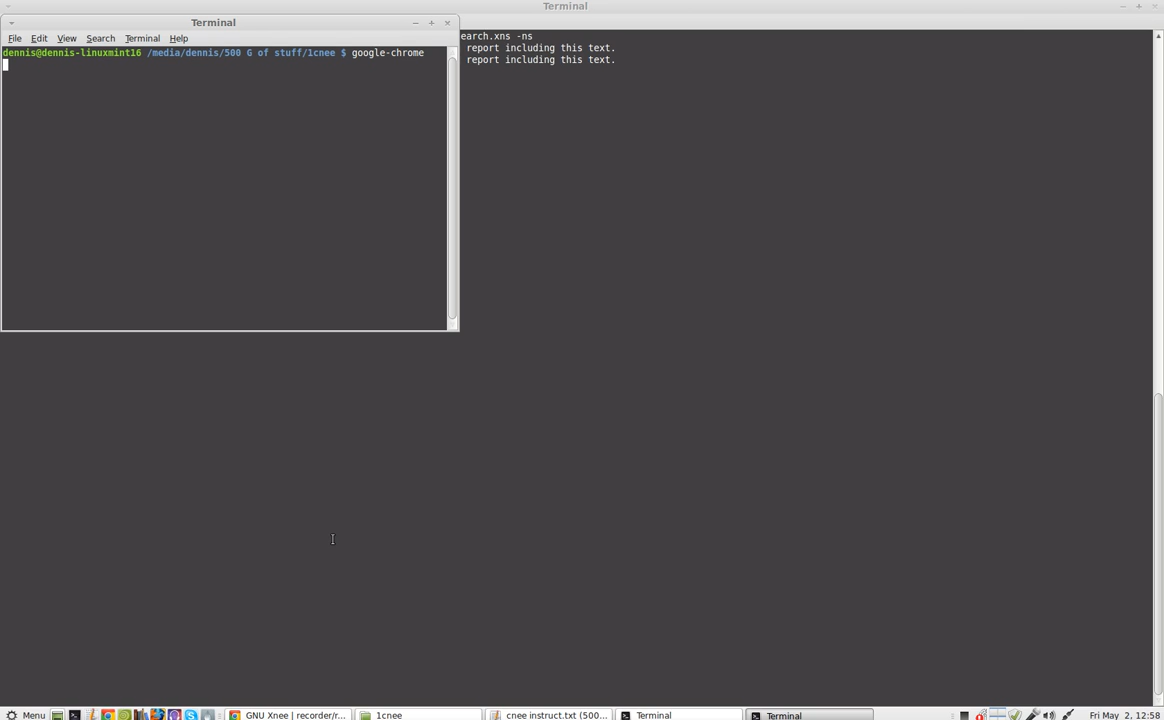 Terminal
Terminal
File Edit View Search Terminal Help
dennis@dennis-linuxmint16 /media/dennis/500 G of stuff/1cnee $ google-chrome
earch.xns -ns
report including this text.
report including this text.
Menu
GNU Xnee | recorder/r...
1cnee
cnee instruct.txt (500...
Terminal
Terminal
Fri May 2, 12:58